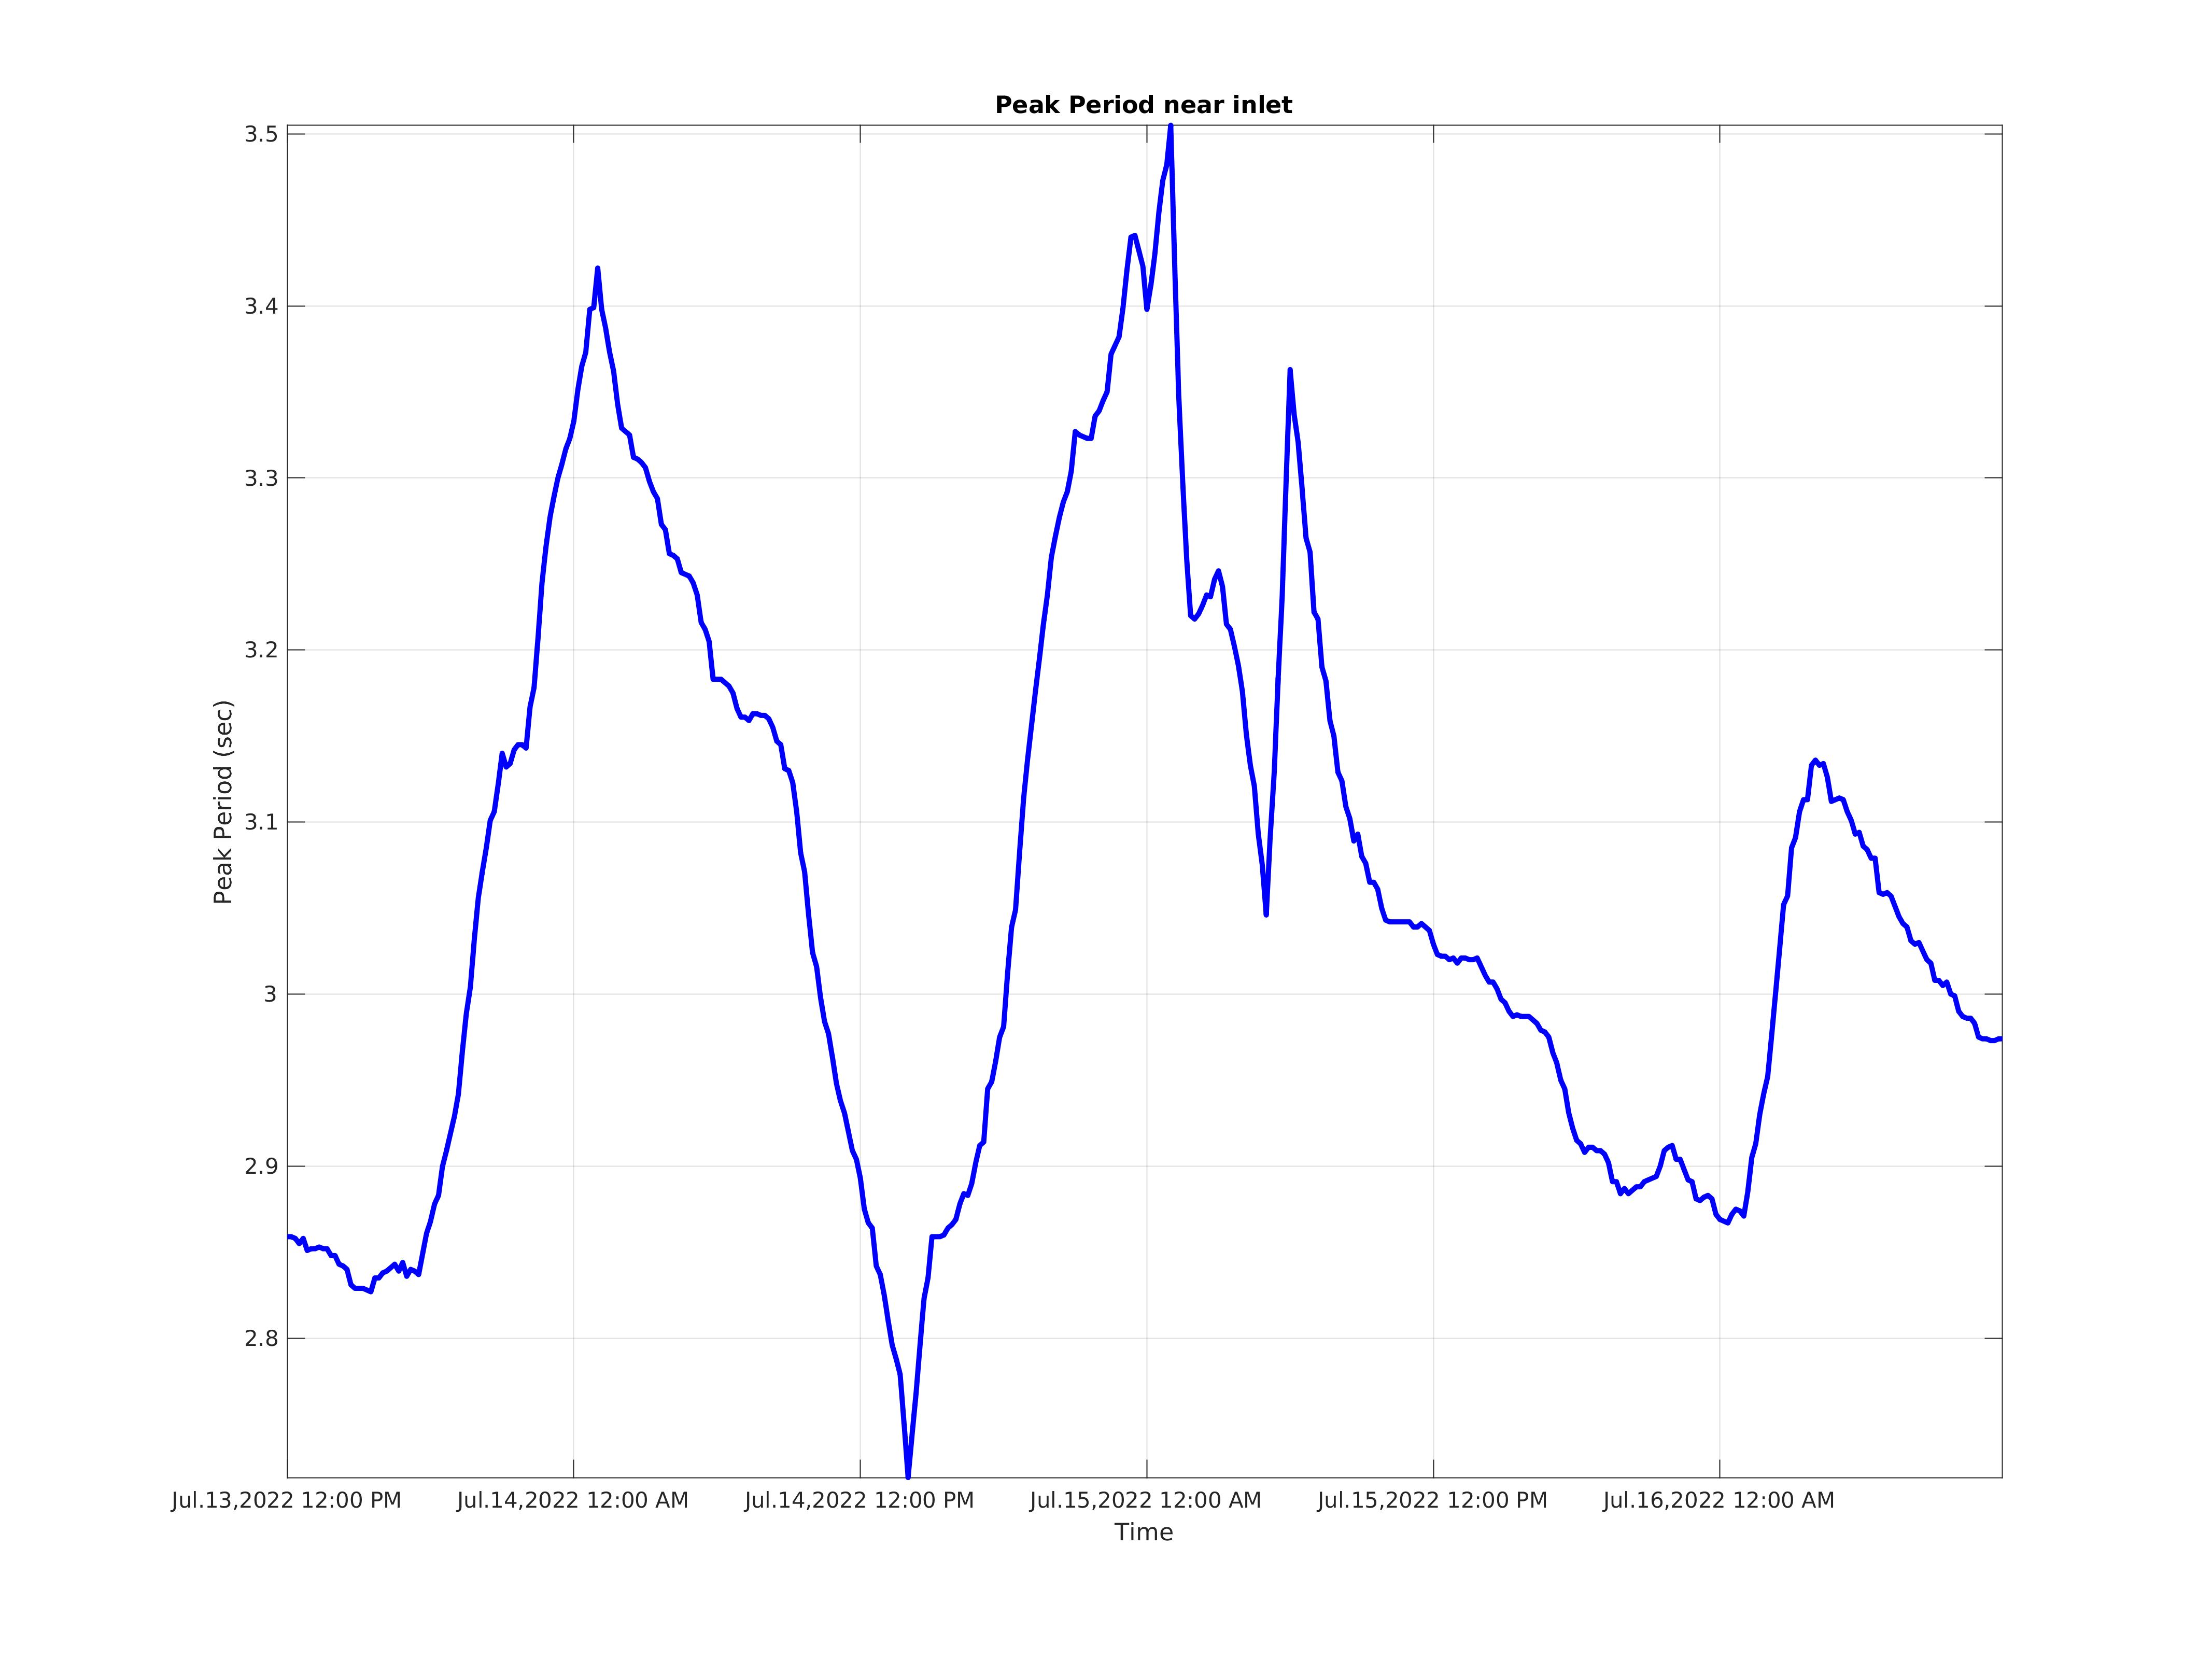 Peak Period near inlet
3.5
3.4
3.3
3.2
3.1
3
2.9
2.8
Peak Period (sec)
Jul.13,2022 12:00 PM
Jul.14,2022 12:00 AM
Jul.14,2022 12:00 PM
Jul.15,2022 12:00 AM
Jul.15,2022 12:00 PM
Jul.16,2022 12:00 AM
Time